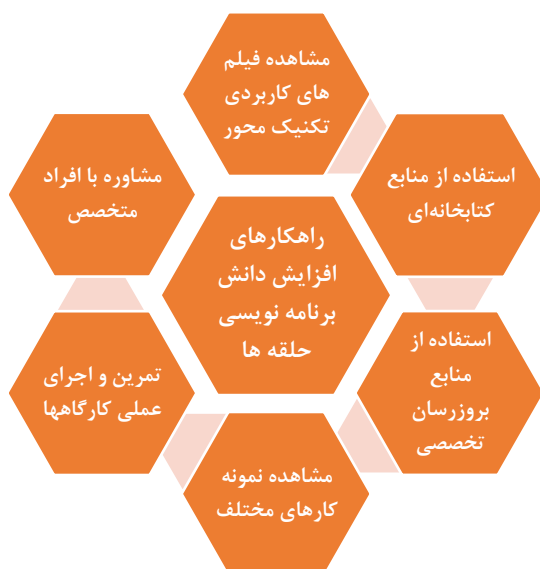 مشاهده فیلم
های کاربردی
تکنیک محور
استفاده از منابع
کتابخانه‌ای
استفاده از
منابع
بروزرسان
تخصصی
مشاهده نمونه
کارهای مختلف
تمرین و اجرای
عملی کارگاهها
مشاوره با افراد
متخصص
راهکارهای
افزایش دانش
برنامه نویسی
حلقه ها